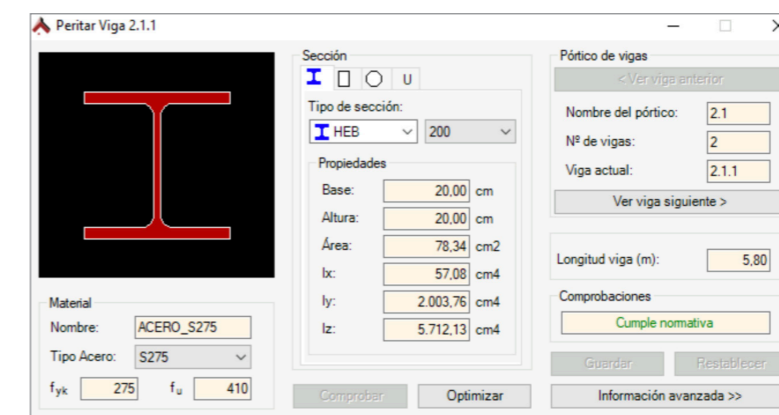 Peritar Viga 2.1.1
Sección
U
Tipo de sección:
HEB 200
Propiedades
Base: 20,00 cm
Altura: 20,00 cm
Área: 78,34 cm2
Ix: 57,08 cm4
Iy: 2.003,76 cm4
Iz: 5.712,13 cm4
Comprobar Optimizar
Material
Nombre: ACERO_S275
Tipo Acero: S275
fyk 275 fu 410
Pórtico de vigas
< Ver viga anterior
Nombre del pórtico: 2.1
Nº de vigas: 2
Viga actual: 2.1.1
Ver viga siguiente >
Longitud viga (m): 5,80
Comprobaciones
Cumple normativa
Guardar Restablecer
Información avanzada >>